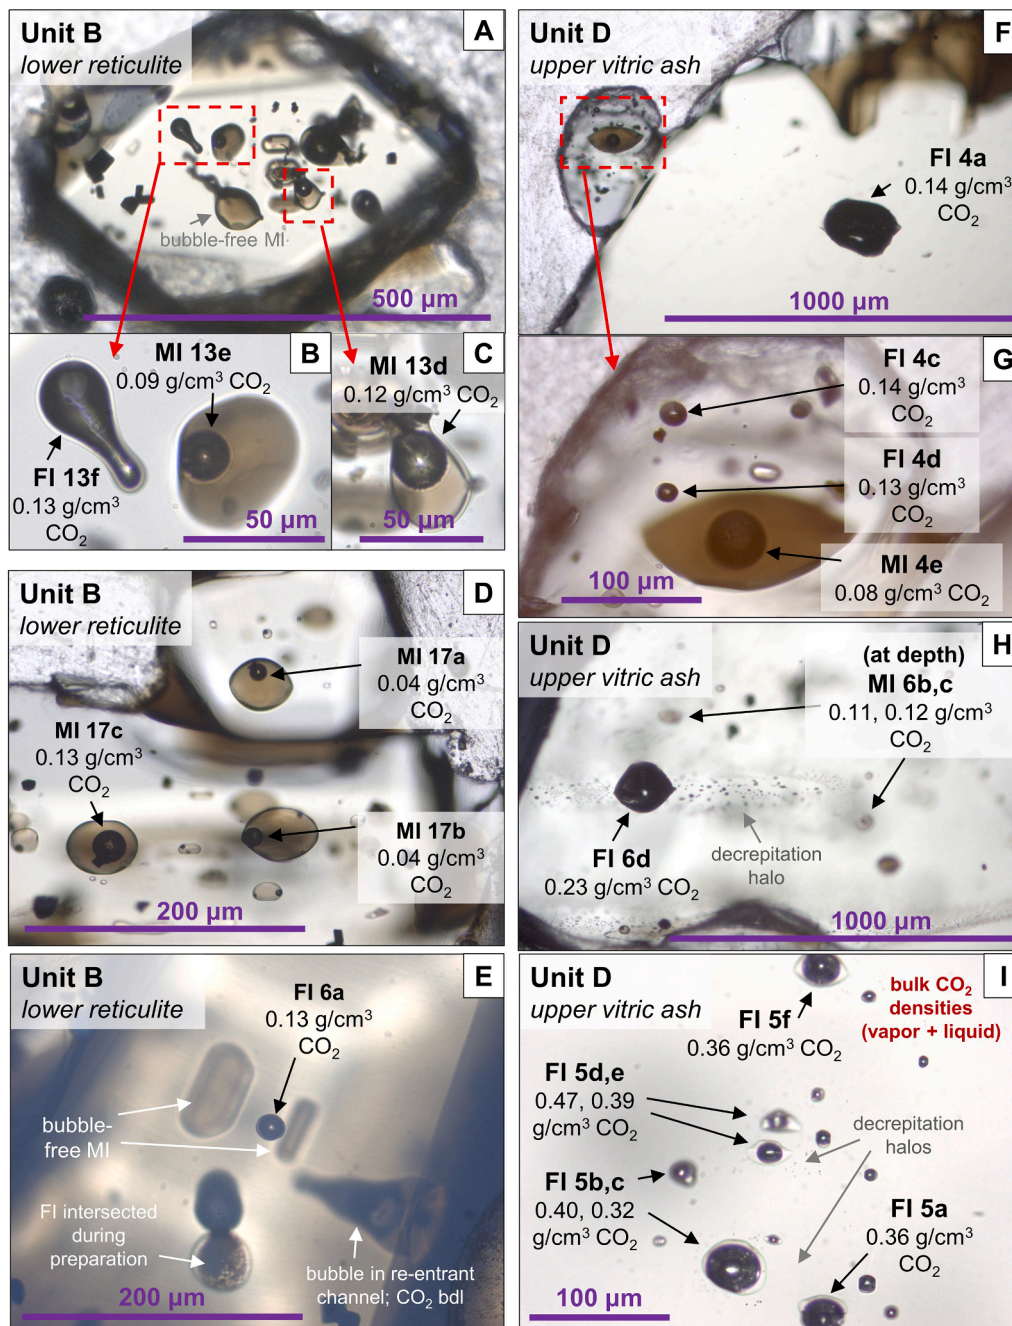 Unit B
lower reticulite
A
bubble-free MI
500 µm
MI 13e
0.09 g/cm³ CO₂
B
FI 13f
0.13 g/cm³
CO₂
50 µm
C
MI 13d
0.12 g/cm³ CO₂
50 µm
Unit B
lower reticulite
D
MI 17a
0.04 g/cm³
CO₂
MI 17c
0.13 g/cm³
CO₂
MI 17b
0.04 g/cm³
CO₂
200 µm
Unit B
lower reticulite
E
FI 6a
0.13 g/cm³
CO₂
bubble-
free MI
FI intersected
during
preparation
bubble in re-entrant
channel; CO₂ bdl
200 µm
Unit D
upper vitric ash
F
FI 4a
0.14 g/cm³
CO₂
1000 µm
G
FI 4c
0.14 g/cm³
CO₂
FI 4d
0.13 g/cm³
CO₂
MI 4e
0.08 g/cm³ CO₂
100 µm
Unit D
upper vitric ash
H
(at depth)
MI 6b,c
0.11, 0.12 g/cm³
CO₂
FI 6d
0.23 g/cm³ CO₂
decrepitation
halo
1000 µm
Unit D
upper vitric ash
I
bulk CO₂
densities
(vapor + liquid)
FI 5f
0.36 g/cm³ CO₂
FI 5d,e
0.47, 0.39
g/cm³ CO₂
decrepitation
halos
FI 5b,c
0.40, 0.32
g/cm³ CO₂
FI 5a
0.36 g/cm³
CO₂
100 µm